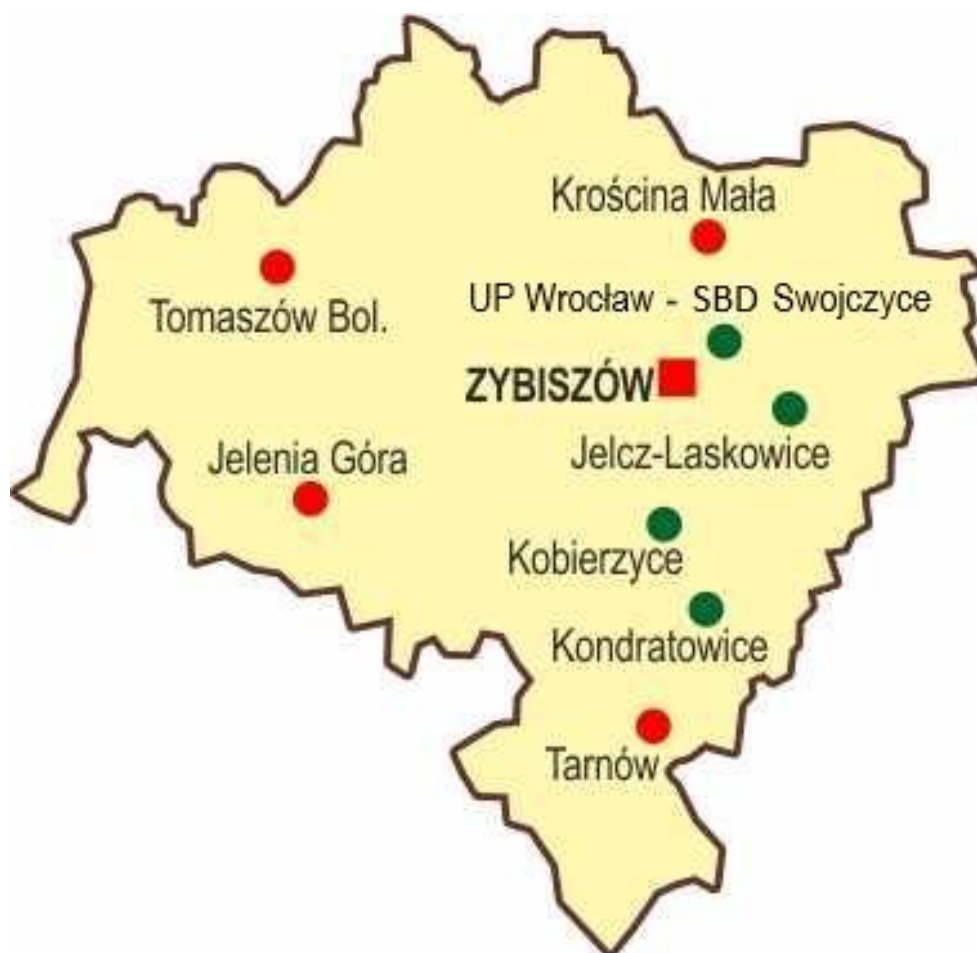 Krościna Mała
Tomaszów Bol.
UP Wrocław - SBD Swojczyce
ZYBISZÓW
Jelenia Góra
Jelcz-Laskowice
Kobierzyce
Kondratowice
Tarnów